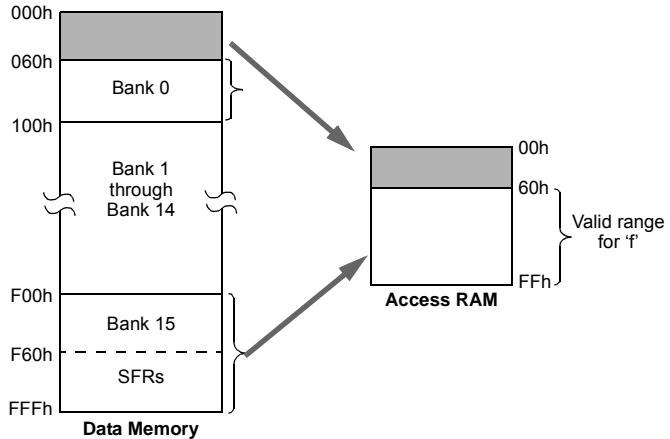 000h
060h
Bank 0
100h
Bank 1
through
Bank 14
F00h
Bank 15
F60h
SFRs
FFFh
Data Memory
00h
60h
Valid range
for ‘f’
FFh
Access RAM